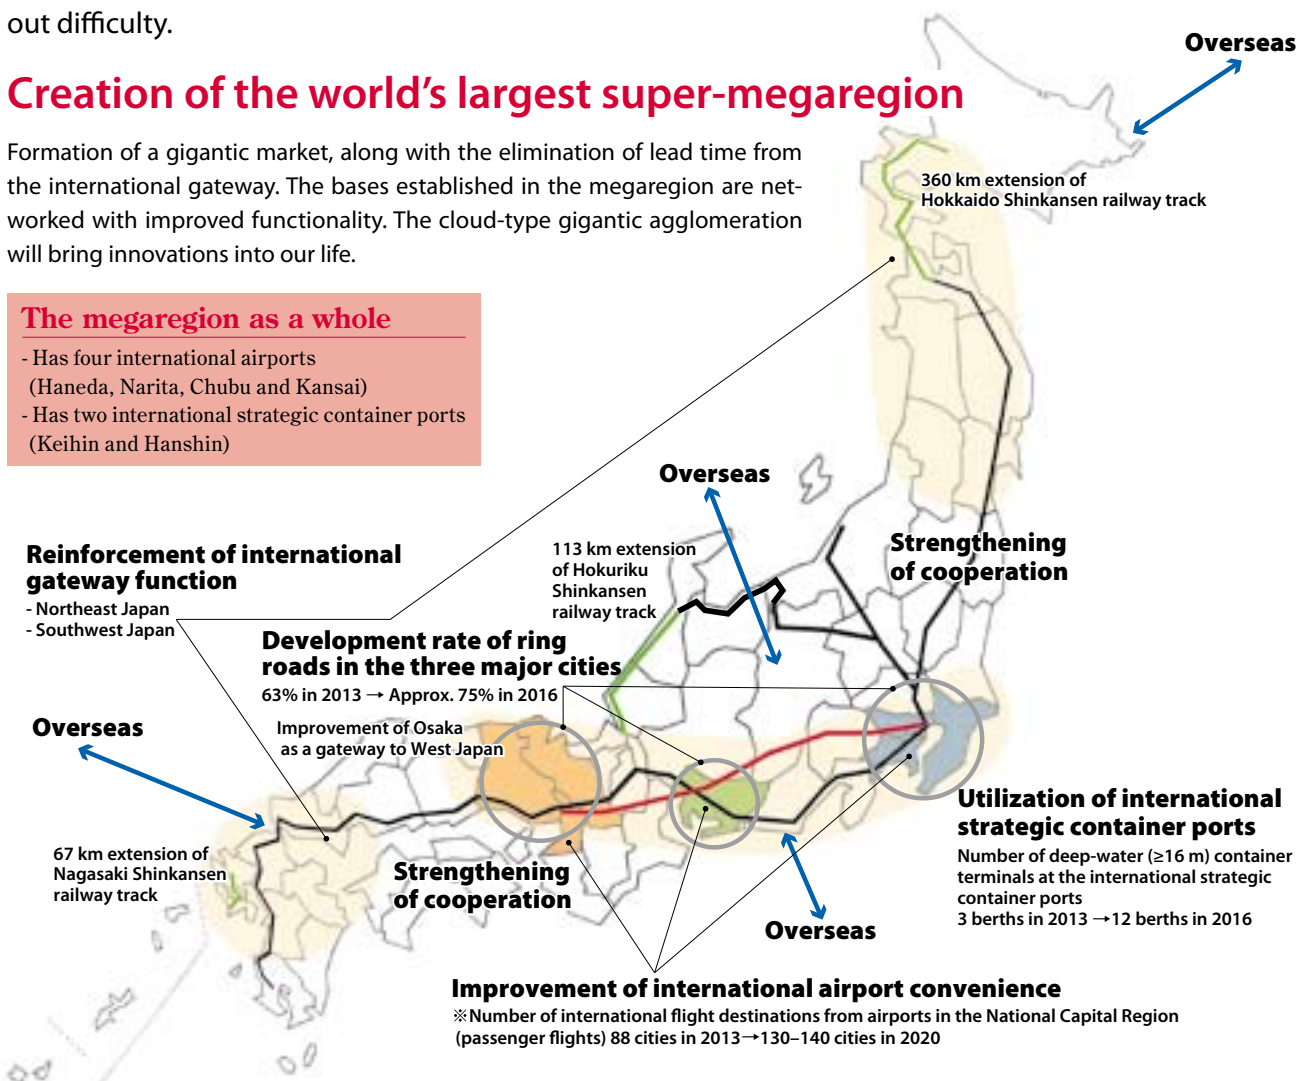 out difficulty.
Creation of the world's largest super-megaregion
Formation of a gigantic market, along with the elimination of lead time from
the international gateway. The bases established in the megaregion are net-
worked with improved functionality. The cloud-type gigantic agglomeration
will bring innovations into our life.
The megaregion as a whole
- Has four international airports
(Haneda, Narita, Chubu and Kansai)
- Has two international strategic container ports
(Keihin and Hanshin)
Overseas
360 km extension of
Hokkaido Shinkansen railway track
Overseas
Strengthening
of cooperation
113 km extension
of Hokuriku
Shinkansen
railway track
Reinforcement of international
gateway function
- Northeast Japan
- Southwest Japan
Development rate of ring
roads in the three major cities
63% in 2013 → Approx. 75% in 2016
Improvement of Osaka
as a gateway to West Japan
Overseas
67 km extension of
Nagasaki Shinkansen
railway track
Strengthening
of cooperation
Overseas
Utilization of international
strategic container ports
Number of deep-water (≥16 m) container
terminals at the international strategic
container ports
3 berths in 2013 →12 berths in 2016
Improvement of international airport convenience
※Number of international flight destinations from airports in the National Capital Region
(passenger flights) 88 cities in 2013→130–140 cities in 2020